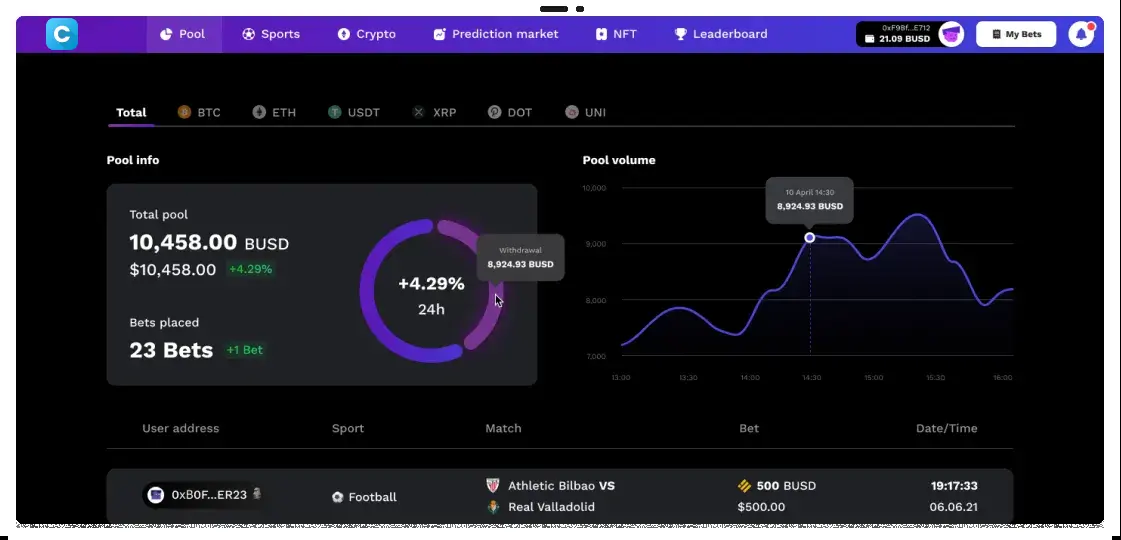 C
Pool
Sports
Crypto
Prediction market
NFT
Leaderboard
0xF98f...E712
21.09 BUSD
My Bets
Total
BTC
ETH
USDT
XRP
DOT
UNI
Pool info
Total pool
10,458.00 BUSD
$10,458.00 +4.29%
Bets placed
23 Bets +1 Bet
+4.29%
24h
Withdrawal
8,924.93 BUSD
Pool volume
10,000
9,000
8,000
7,000
10 April 14:30
8,924.93 BUSD
13:00 13:30 14:00 14:30 15:00 15:30 16:00
User address Sport Match Bet Date/Time
0xB0F...ER23
Football
Athletic Bilbao VS
Real Valladolid
500 BUSD
$500.00
19:17:33
06.06.21